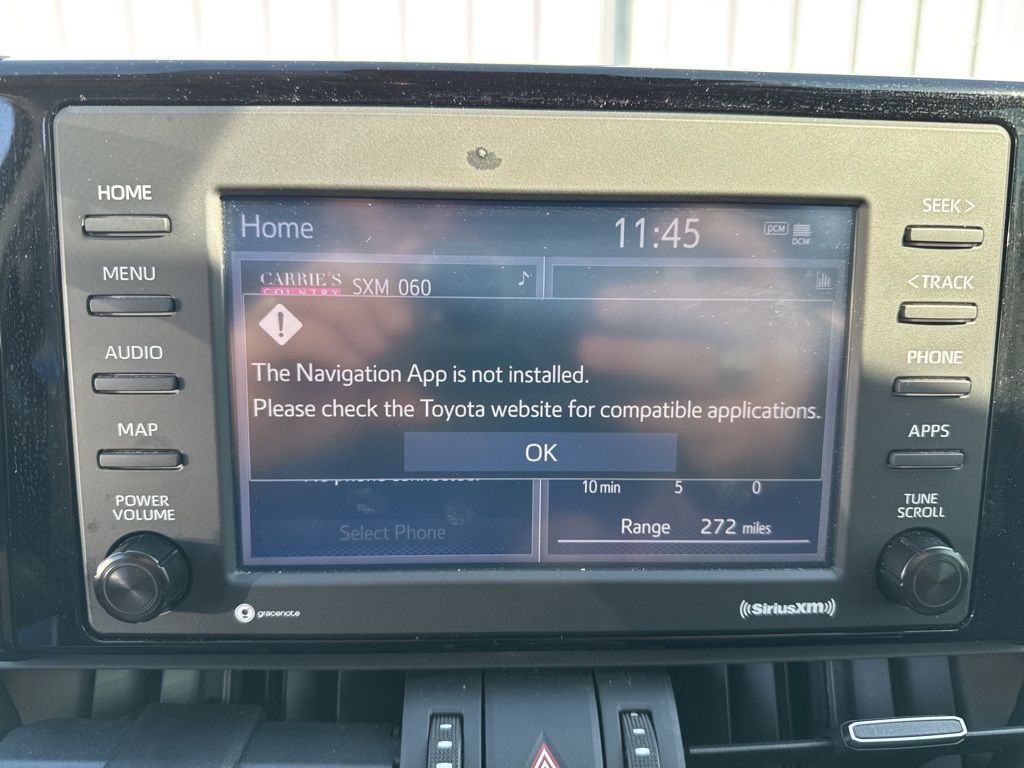 HOME
MENU
AUDIO
MAP
POWER
VOLUME
Home
11:45
DCM
DCM
CARRIE'S
COUNTRY
SXM 060
The Navigation App is not installed.
Please check the Toyota website for compatible applications.
OK
10 min 5 0
Select Phone
Range 272 miles
gracenote
((SiriusXM))
SEEK >
< TRACK
PHONE
APPS
TUNE
SCROLL